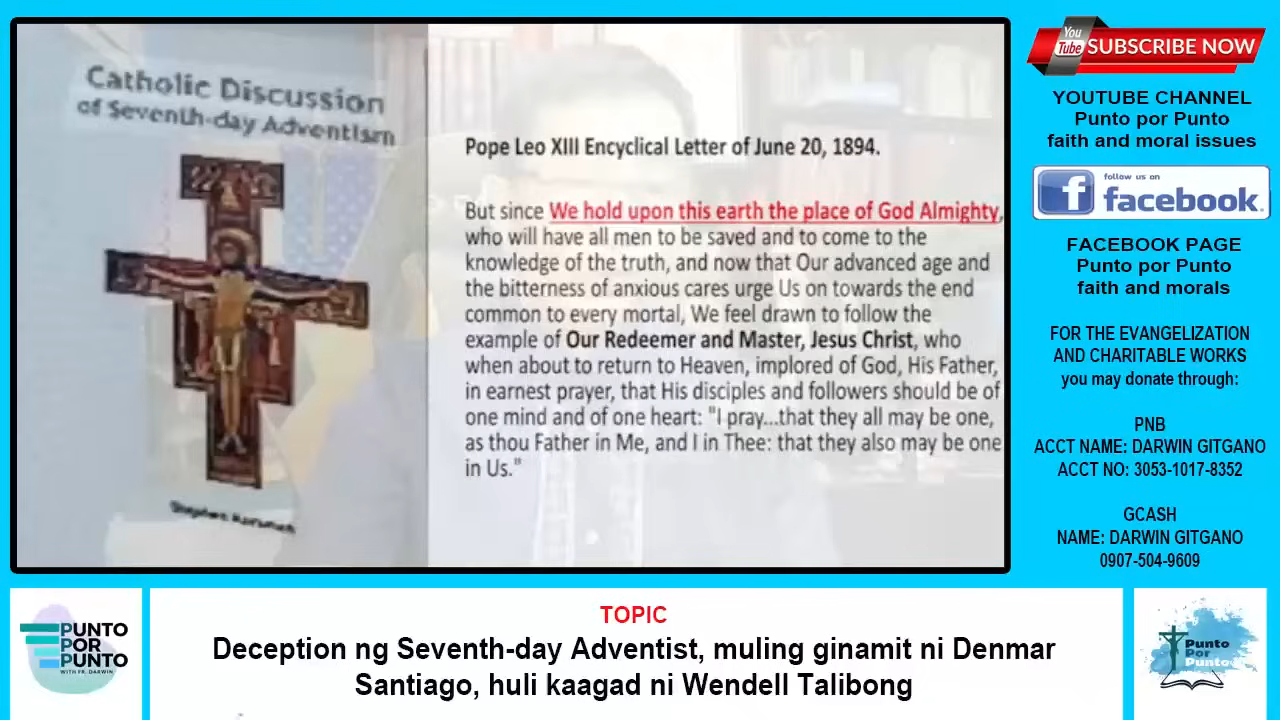 Catholic Discussion
of Seventh-day Adventism
Pope Leo XIII Encyclical Letter of June 20, 1894.
But since We hold upon this earth the place of God Almighty,
who will have all men to be saved and to come to the
knowledge of the truth, and now that Our advanced age and
the bitterness of anxious cares urge Us on towards the end
common to every mortal, We feel drawn to follow the
example of Our Redeemer and Master, Jesus Christ, who
when about to return to Heaven, implored of God, His Father,
in earnest prayer, that His disciples and followers should be of
one mind and of one heart: "I pray...that they all may be one,
as thou Father in Me, and I in Thee: that they also may be one
in Us."
You
Tube SUBSCRIBE NOW
YOUTUBE CHANNEL
Punto por Punto
faith and moral issues
follow us on
facebook
FACEBOOK PAGE
Punto por Punto
faith and morals
FOR THE EVANGELIZATION
AND CHARITABLE WORKS
you may donate through:
PNB
ACCT NAME: DARWIN GITGANO
ACCT NO: 3053-1017-8352
GCASH
NAME: DARWIN GITGANO
0907-504-9609
PUNTO
POR
PUNTO
WITH FR. DARWIN
TOPIC
Deception ng Seventh-day Adventist, muling ginamit ni Denmar
Santiago, huli kaagad ni Wendell Talibong
Punto
Por
Punto